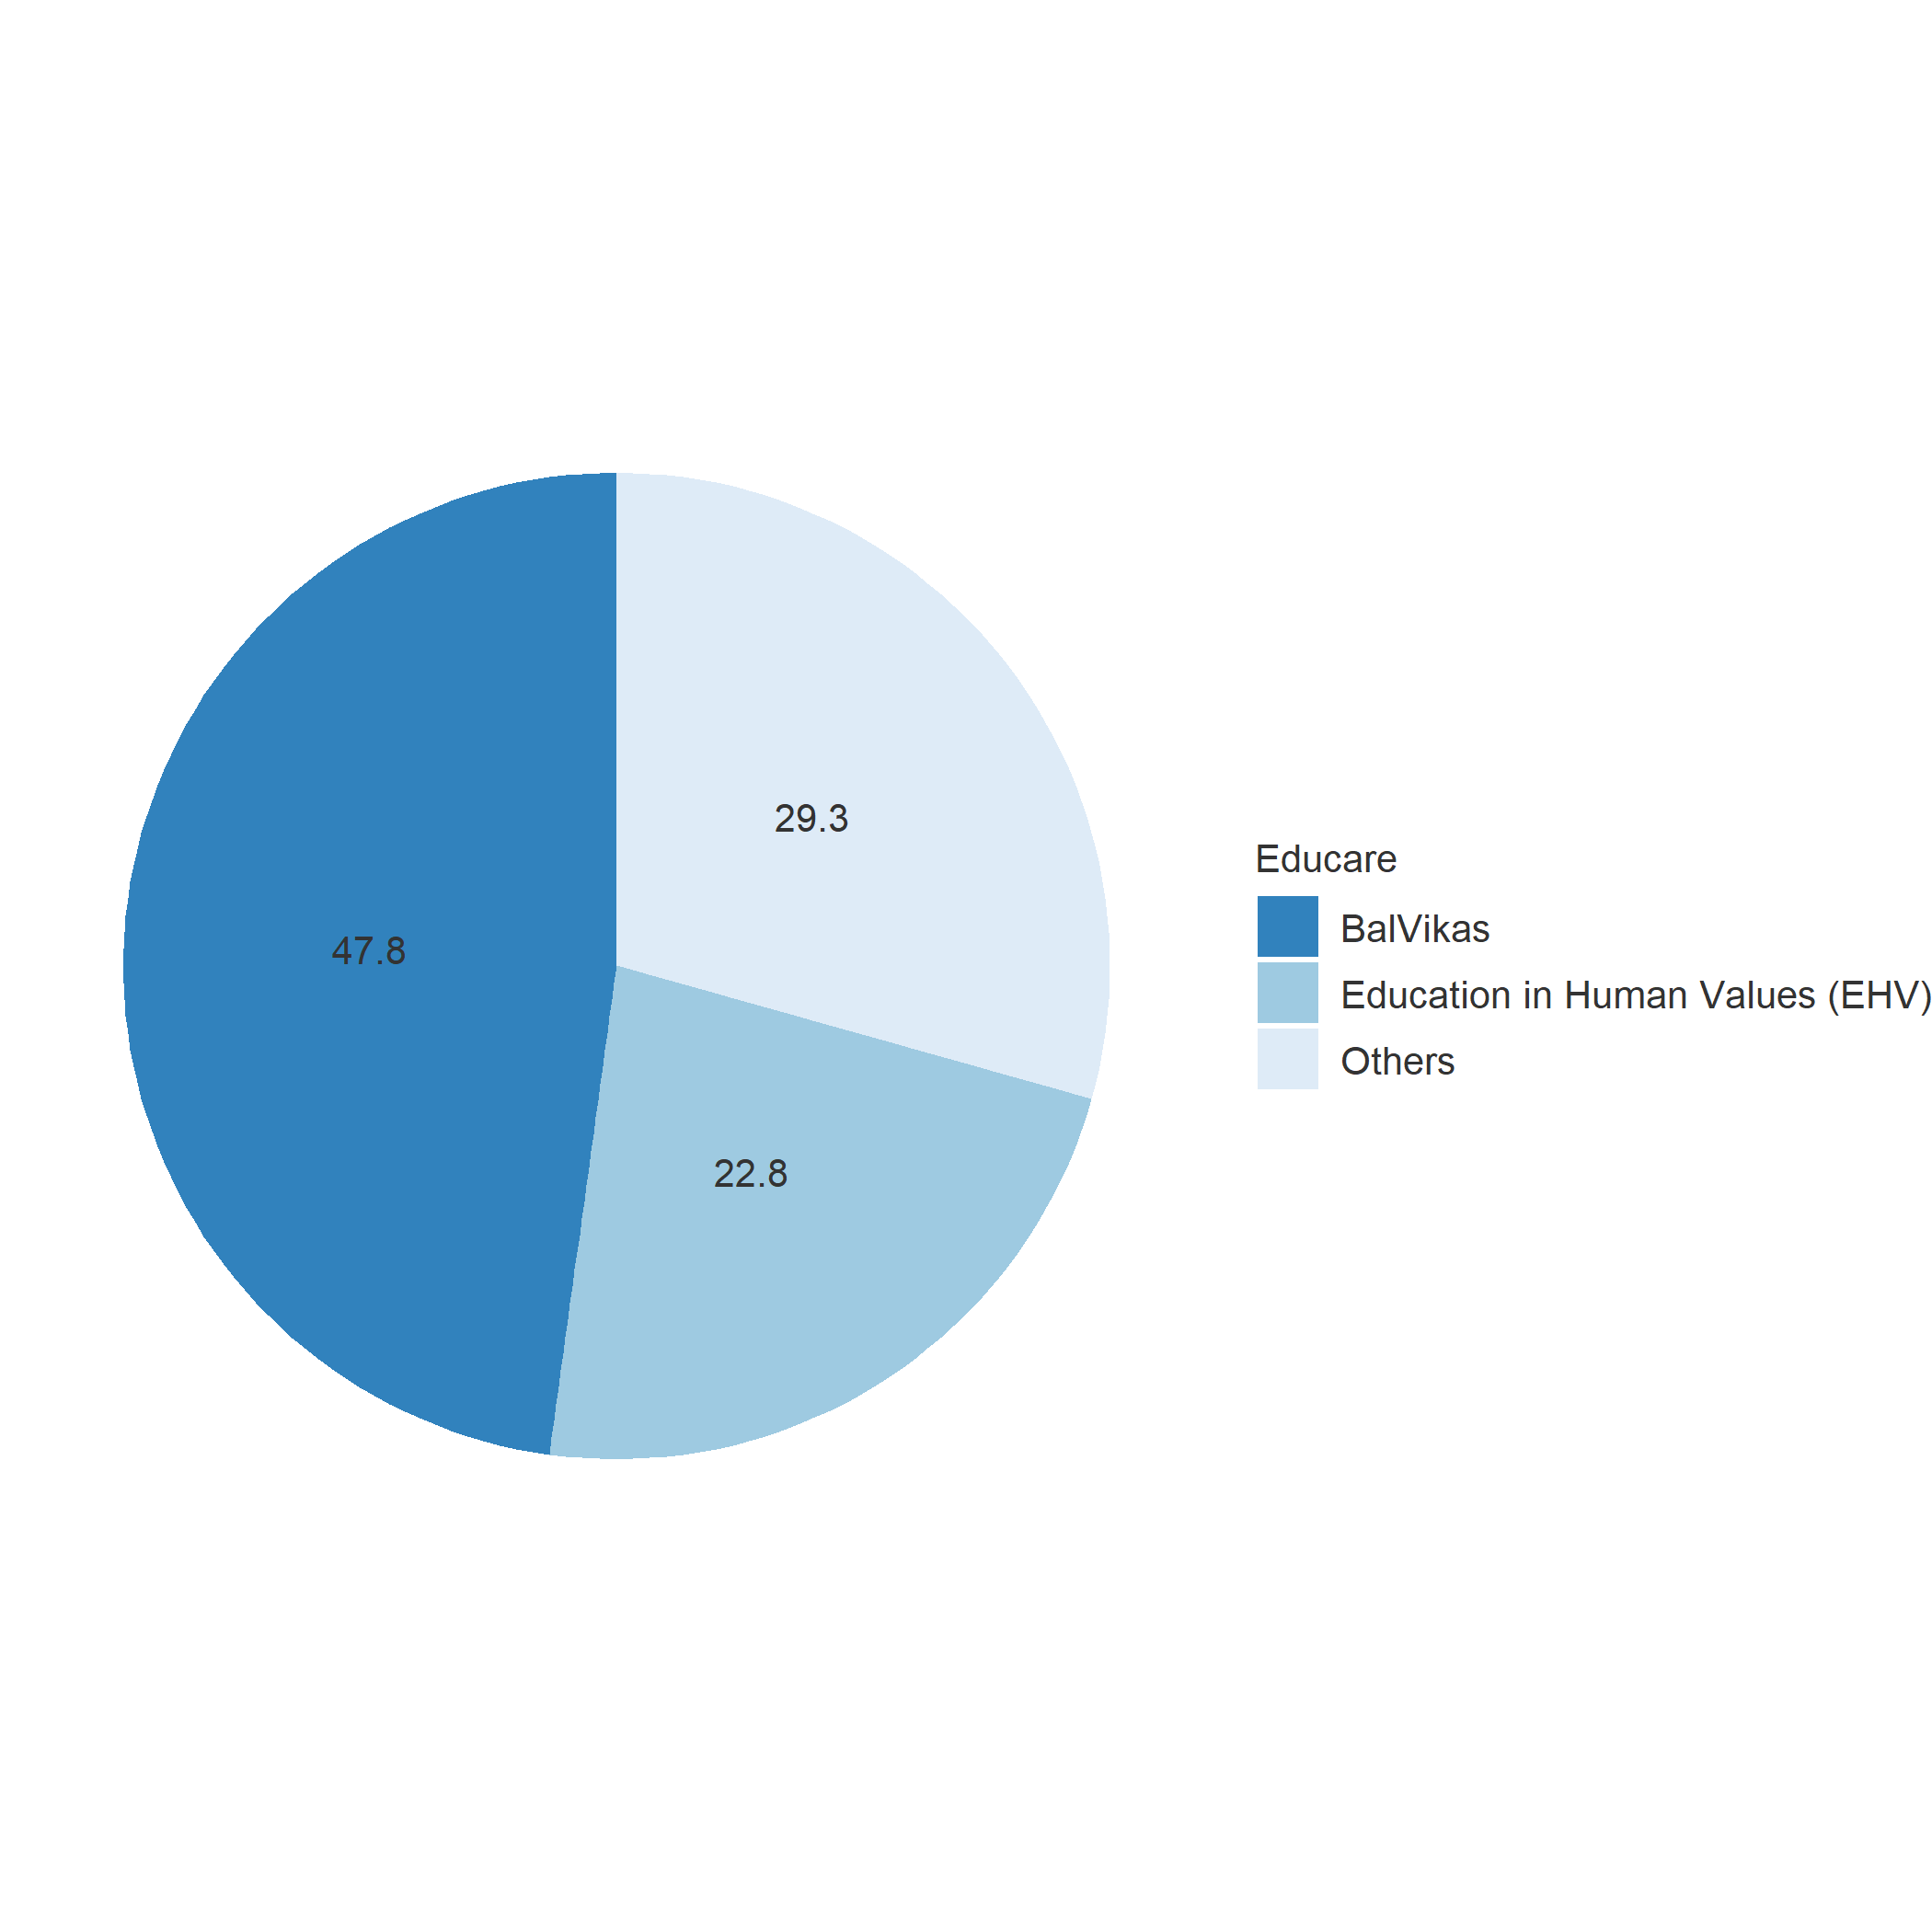 29.3
47.8
22.8
Educare
BalVikas
Education in Human Values (EHV)
Others